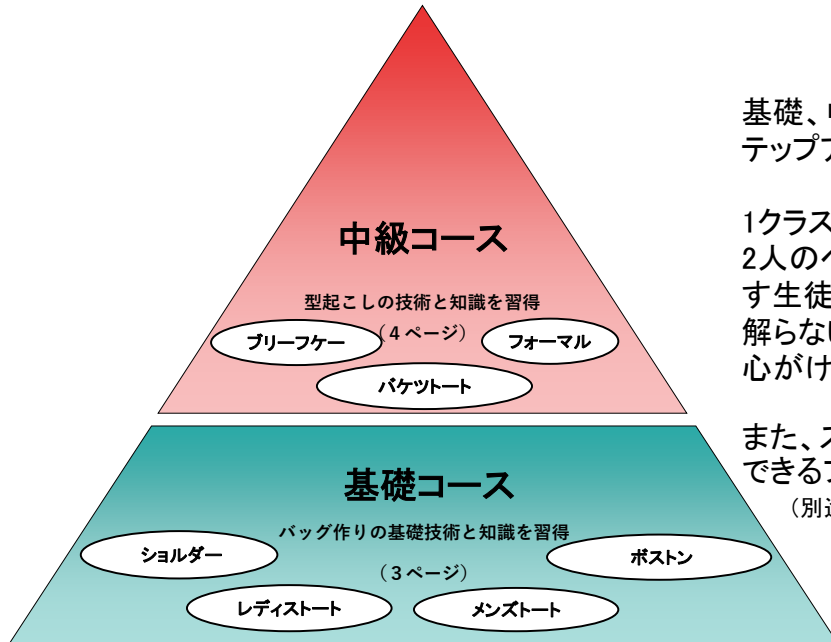 中級コース
型起こしの技術と知識を習得
（４ページ）
ブリーフケー
フォーマル
バケツトート
基礎コース
バッグ作りの基礎技術と知識を習得
（３ページ）
ショルダー
ボストン
レディストート
メンズトート
基礎、
テップ
1クラス
2人の
す生徒
解らな
心がけ
また、
できる
（別